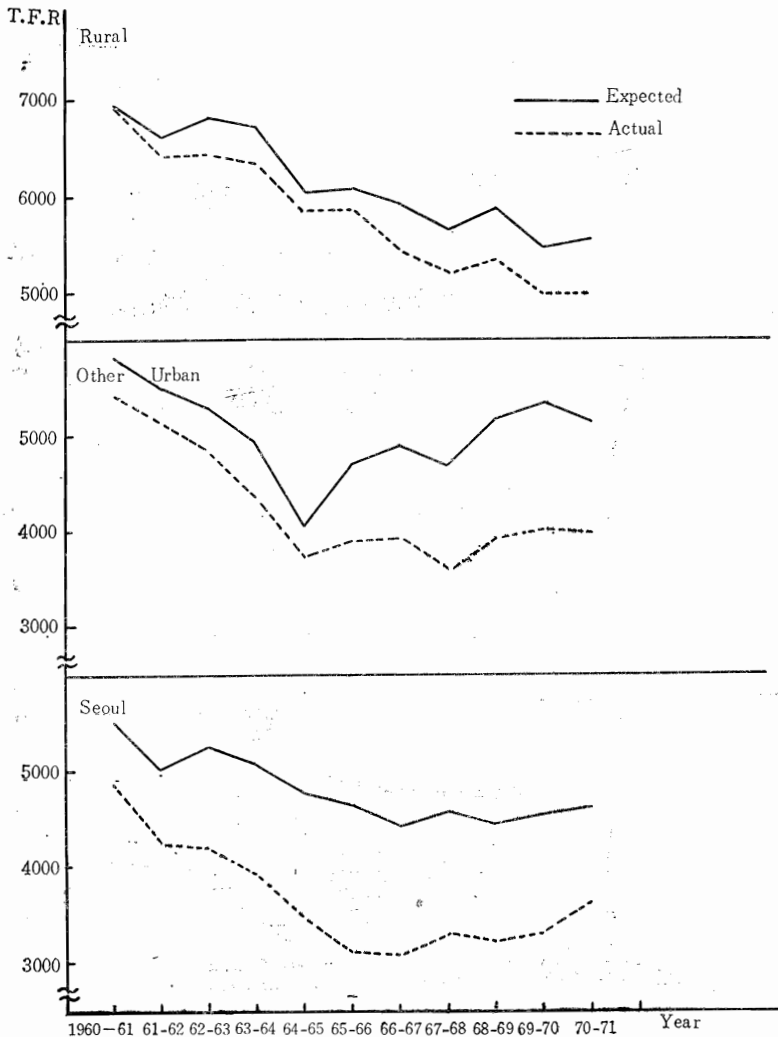 T.F.R
Rural
7000
Expected
Actual
6000
5000
Other Urban
5000
4000
3000
Seoul
5000
4000
3000
1960-61 61-62 62-63 63-64 64-65 65-66 66-67 67-68 68-69 69-70 70-71 Year